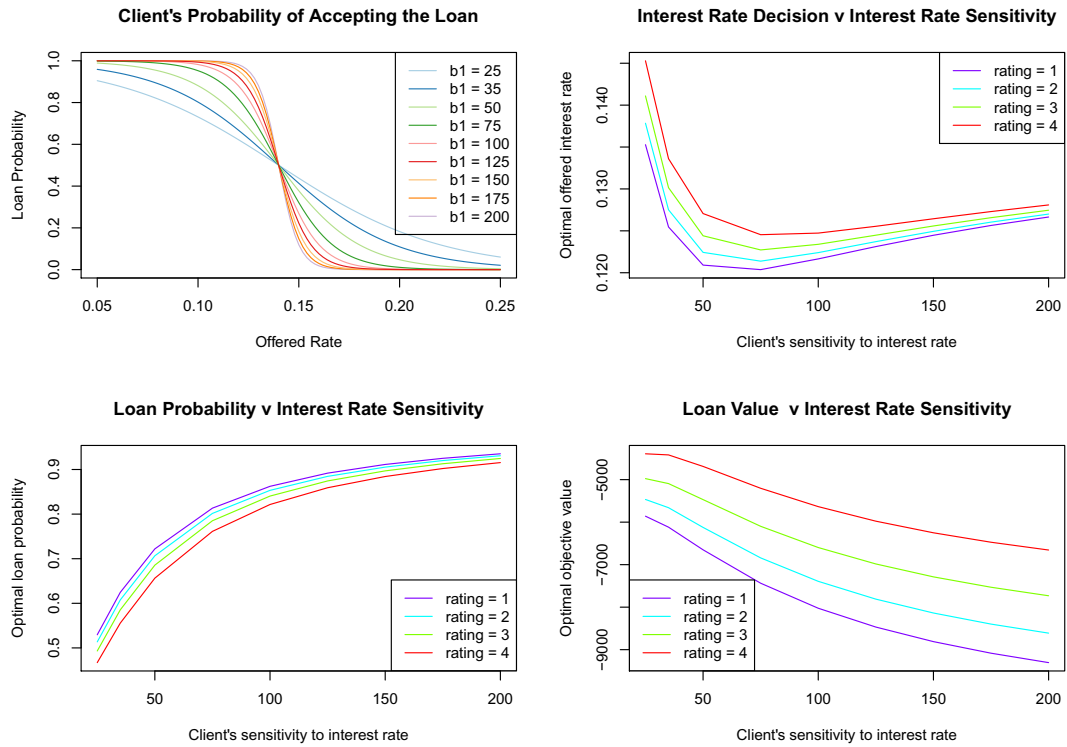 Client's Probability of Accepting the Loan
Loan Probability
1.0
0.8
0.6
0.4
0.2
0.0
0.05 0.10 0.15 0.20 0.25
Offered Rate
b1 = 25
b1 = 35
b1 = 50
b1 = 75
b1 = 100
b1 = 125
b1 = 150
b1 = 175
b1 = 200
Interest Rate Decision v Interest Rate Sensitivity
Optimal offered interest rate
0.140
0.130
0.120
50 100 150 200
Client's sensitivity to interest rate
rating = 1
rating = 2
rating = 3
rating = 4
Loan Probability v Interest Rate Sensitivity
Optimal loan probability
0.9
0.8
0.7
0.6
0.5
50 100 150 200
Client's sensitivity to interest rate
rating = 1
rating = 2
rating = 3
rating = 4
Loan Value v Interest Rate Sensitivity
Optimal objective value
−5000
−7000
−9000
50 100 150 200
Client's sensitivity to interest rate
rating = 1
rating = 2
rating = 3
rating = 4